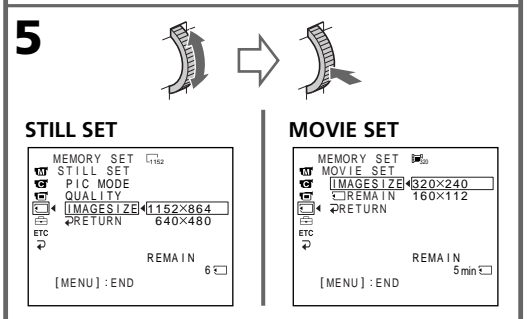 5
STILL SET
MEMORY SET 1152
STILL SET
PIC MODE
QUALITY
IMAGESIZE 1152×864
RETURN 640×480
ETC
REMAIN
6
[MENU] : END
MOVIE SET
MEMORY SET 320
MOVIE SET
IMAGESIZE 320×240
REMAIN 160×112
RETURN
ETC
REMAIN
5 min
[MENU] : END